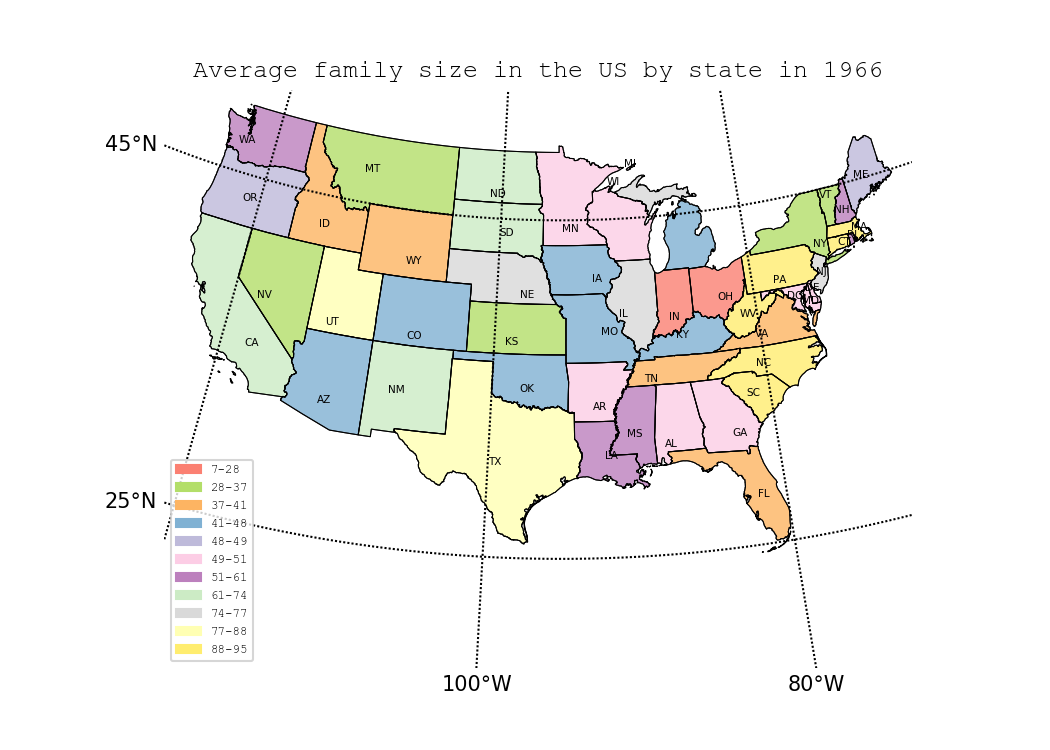 Average family size in the US by state in 1966
45°N
25°N
100°W
80°W
WA
OR
CA
NV
ID
MT
WY
UT
CO
AZ
NM
ND
SD
NE
KS
OK
TX
MN
IA
MO
AR
LA
WI
MI
IL
IN
OH
KY
TN
MS
AL
GA
FL
SC
NC
VA
WV
PA
NY
VT
NH
ME
MA
CT
NJ
DE
MD
DC
7-28
28-37
37-41
41-48
48-49
49-51
51-61
61-74
74-77
77-88
88-95